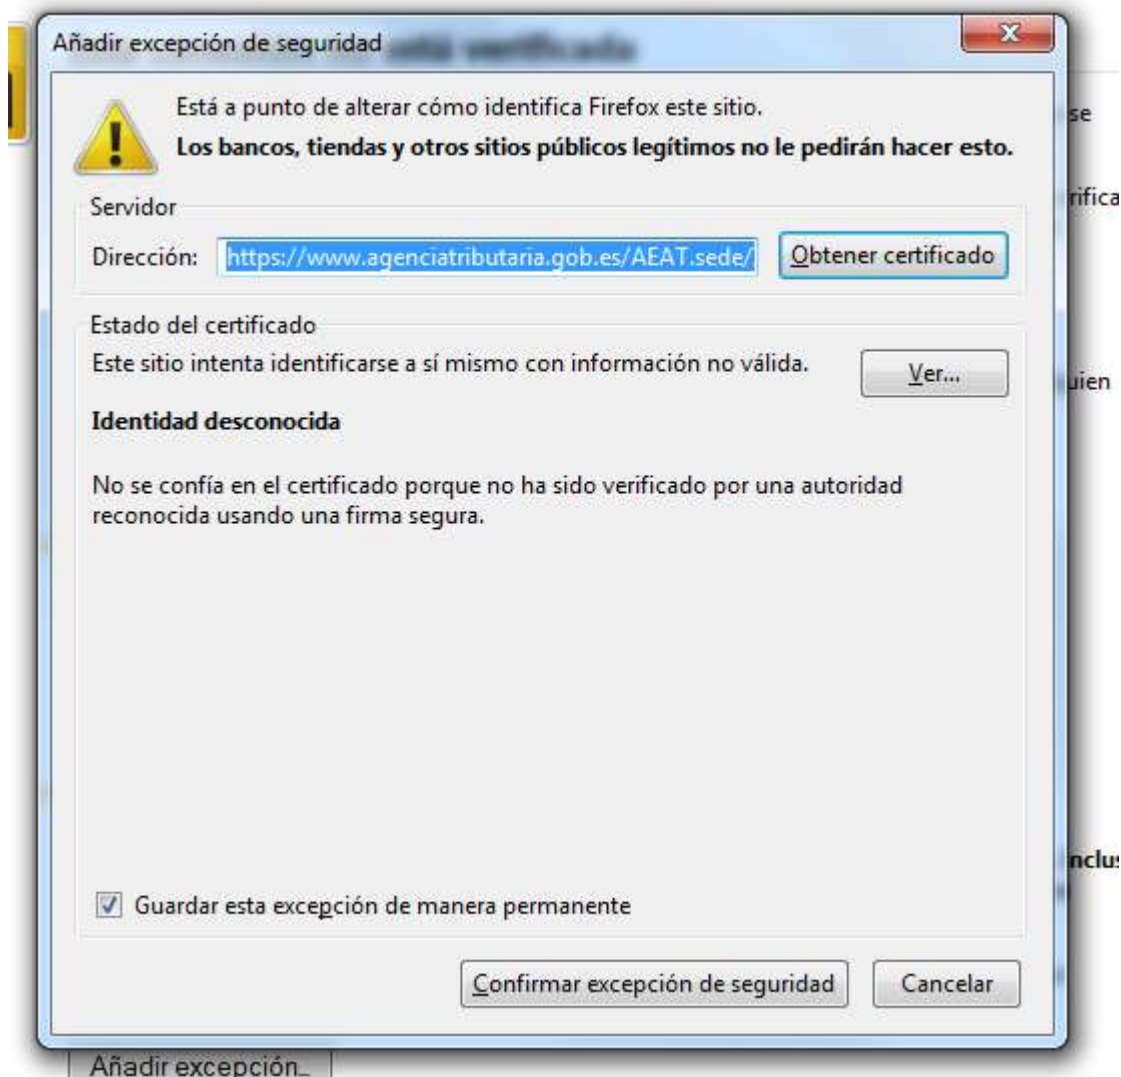 Añadir excepción de seguridad está verificada
Está a punto de alterar cómo identifica Firefox este sitio.
se
Los bancos, tiendas y otros sitios públicos legítimos no le pedirán hacer esto.
Servidor
rifica
Dirección: https://www.agenciatributaria.gob.es/AEAT.sede/ Obtener certificado
Estado del certificado
Este sitio intenta identificarse a sí mismo con información no válida.
Ver...
uien
Identidad desconocida
No se confía en el certificado porque no ha sido verificado por una autoridad
reconocida usando una firma segura.
nclus
Guardar esta excepción de manera permanente
Confirmar excepción de seguridad Cancelar
Añadir excepción_